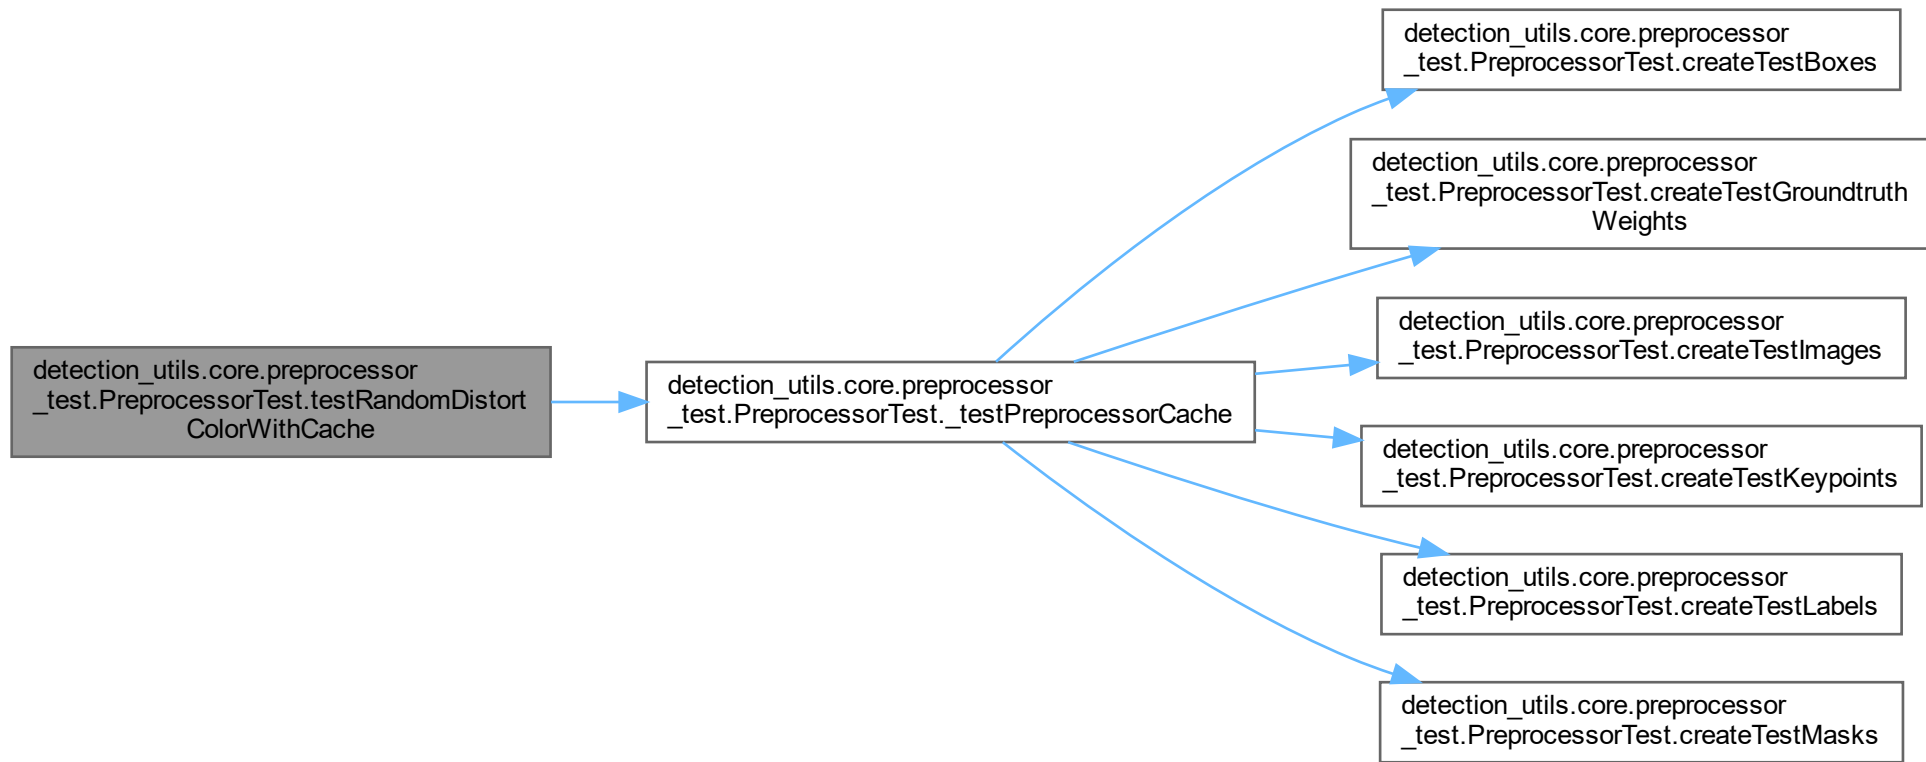 detection_utils.core.preprocessor
_test.PreprocessorTest.testRandomDistort
ColorWithCache
detection_utils.core.preprocessor
_test.PreprocessorTest._testPreprocessorCache
detection_utils.core.preprocessor
_test.PreprocessorTest.createTestBoxes
detection_utils.core.preprocessor
_test.PreprocessorTest.createTestGroundtruth
Weights
detection_utils.core.preprocessor
_test.PreprocessorTest.createTestImages
detection_utils.core.preprocessor
_test.PreprocessorTest.createTestKeypoints
detection_utils.core.preprocessor
_test.PreprocessorTest.createTestLabels
detection_utils.core.preprocessor
_test.PreprocessorTest.createTestMasks